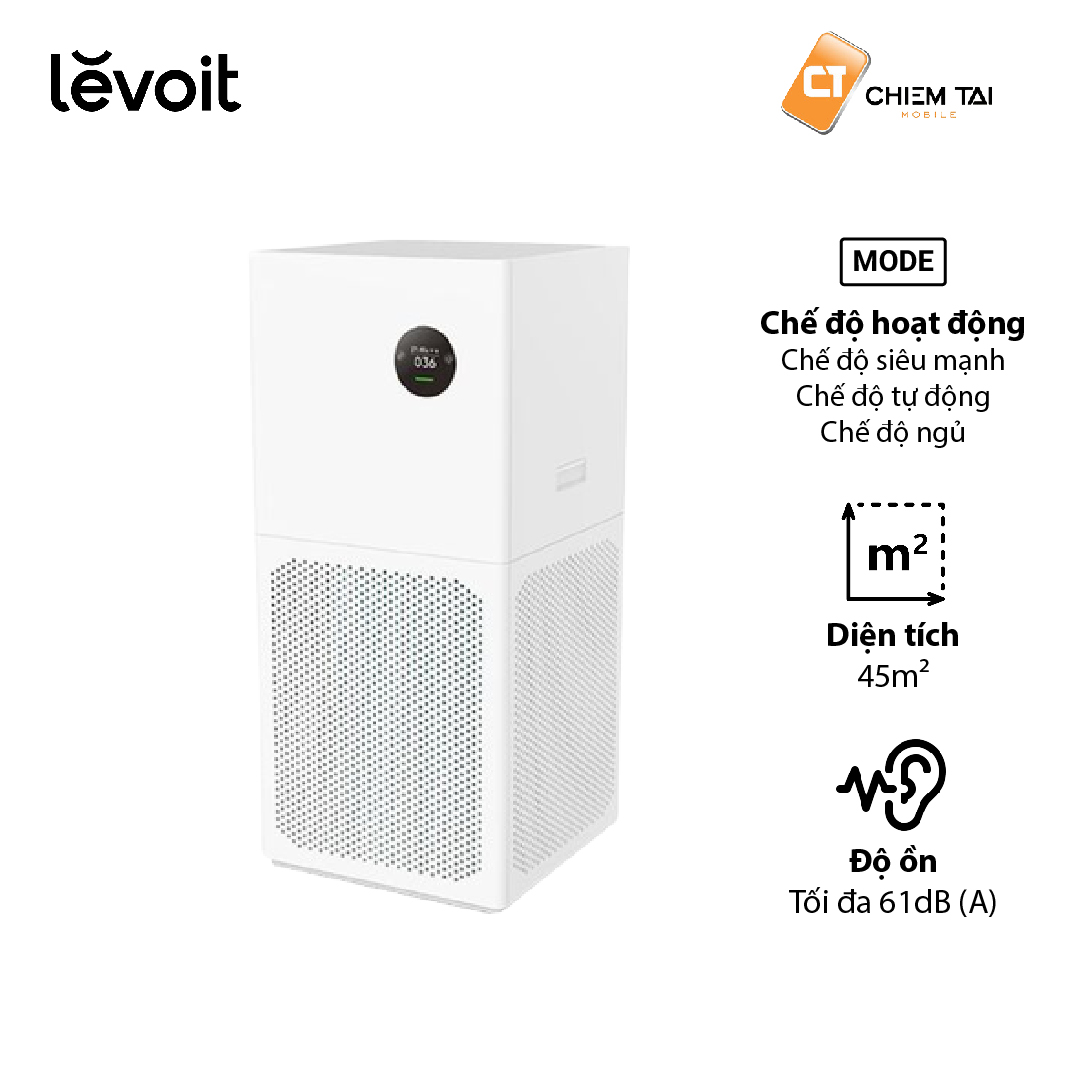 lěvoit
CT
CHIEM TAI
MOBILE
MODE
Chế độ hoạt động
Chế độ siêu mạnh
Chế độ tự động
Chế độ ngủ
036
m²
Diện tích
45m²
Độ ồn
Tối đa 61dB (A)